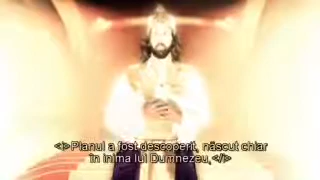 <i>Planul a fost descoperit, născut chiar
în inima lui Dumnezeu,</i>